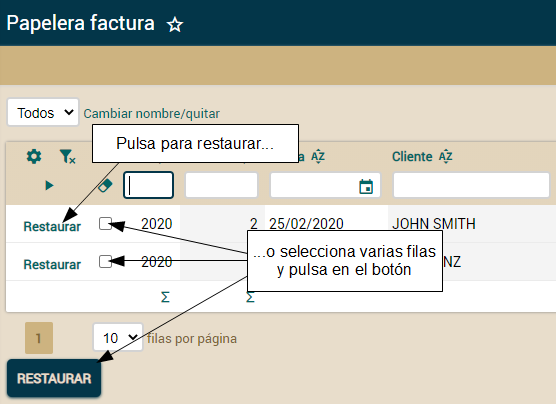 Papelera factura
Todos Cambiar nombre/quitar
Pulsa para restaurar...
Cliente
Restaurar 2020 2 25/02/2020 JOHN SMITH
...o selecciona varias filas
y pulsa en el botón
Restaurar 2020
Σ Σ
1 10 filas por página
RESTAURAR